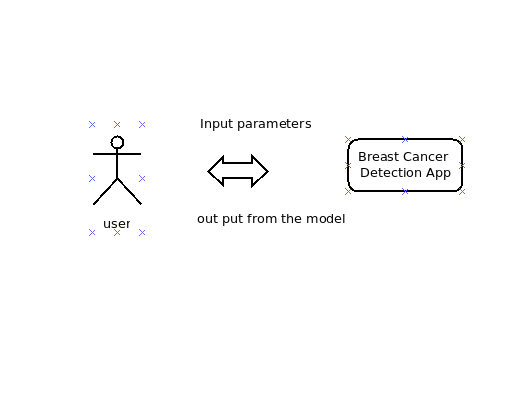 Input parameters
Breast Cancer
Detection App
out put from the model
user